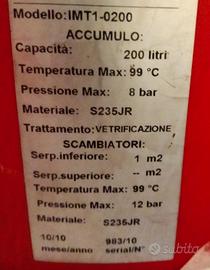 Modello:IMT1-0200
ACCUMULO:
Capacità: 200 litri
Temperatura Max: 99 °C
Pressione Max: 8 bar
Materiale: S235JR
Trattamento:VETRIFICAZIONE
SCAMBIATORI:
Serp.inferiore: 1 m2
Serp.superiore: -- m2
Temperatura Max: 99 °C
Pressione Max: 12 bar
Materiale: S235JR
10/10 983/10
mese/anno serial/N°
subito